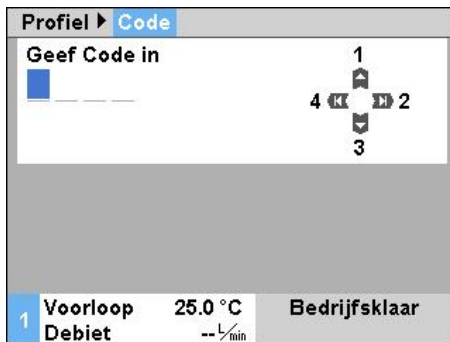 Profiel Code
Geef Code in
1
4 2
3
1
Voorloop 25.0 °C Bedrijfsklaar
Debiet -- L/min